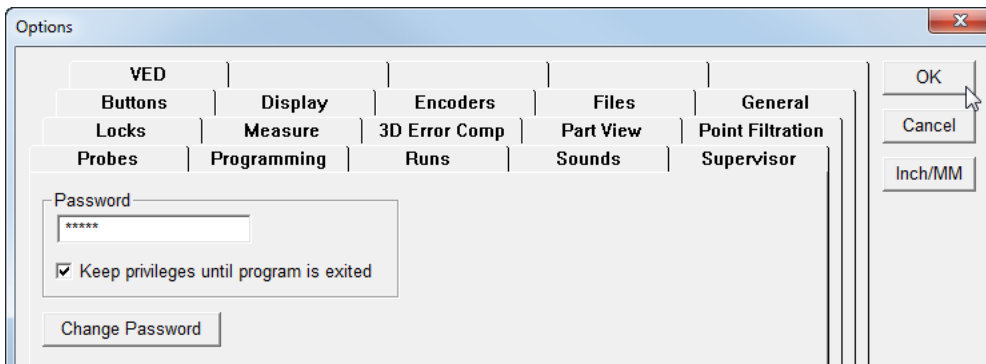 Options
x
VED
OK
Buttons Display Encoders Files General
Locks Measure 3D Error Comp Part View Point Filtration
Cancel
Probes Programming Runs Sounds Supervisor
Inch/MM
Password
*****
Keep privileges until program is exited
Change Password